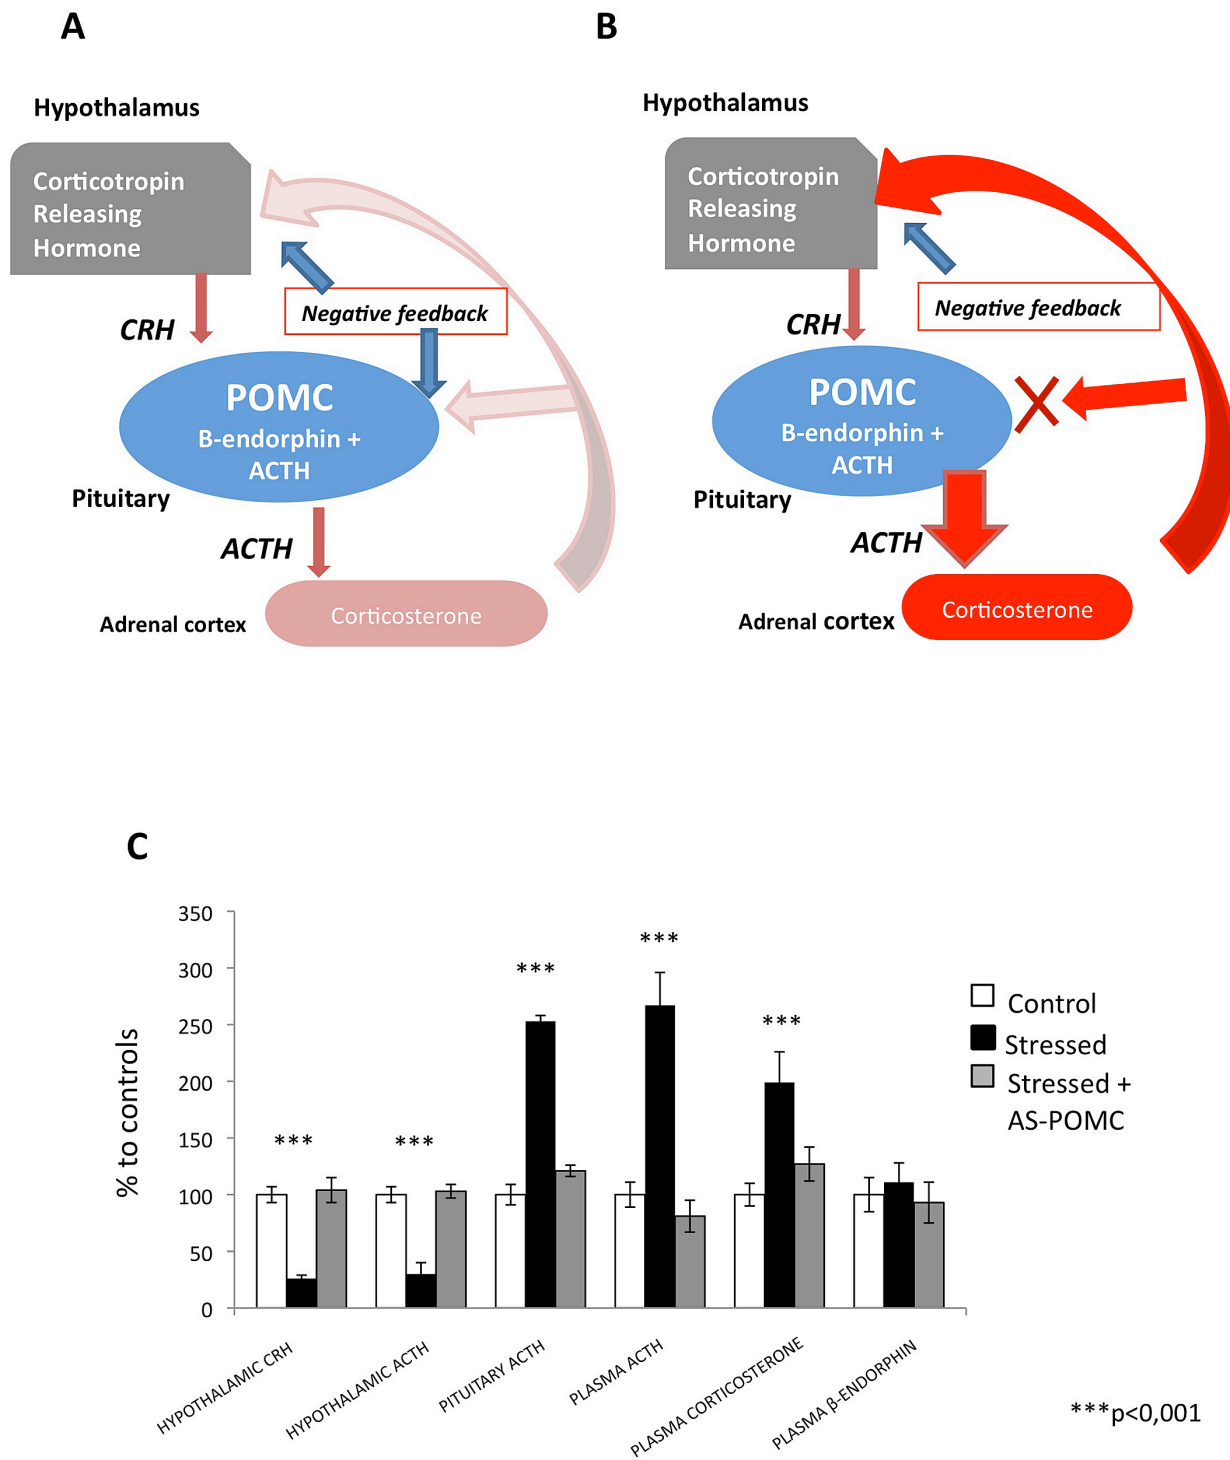 A
Hypothalamus
Corticotropin
Releasing
Hormone
CRH
Negative feedback
POMC
B-endorphin +
ACTH
Pituitary
ACTH
Adrenal cortex
Corticosterone
B
Hypothalamus
Corticotropin
Releasing
Hormone
CRH
Negative feedback
POMC
B-endorphin +
ACTH
Pituitary
ACTH
Adrenal cortex
Corticosterone
C
% to controls
350
300
250
200
150
100
50
0
***
***
***
***
***
HYPOTHALAMIC CRH
HYPOTHALAMIC ACTH
PITUITARY ACTH
PLASMA ACTH
PLASMA CORTICOSTERONE
PLASMA β-ENDORPHIN
Control
Stressed
Stressed +
AS-POMC
***p<0,001